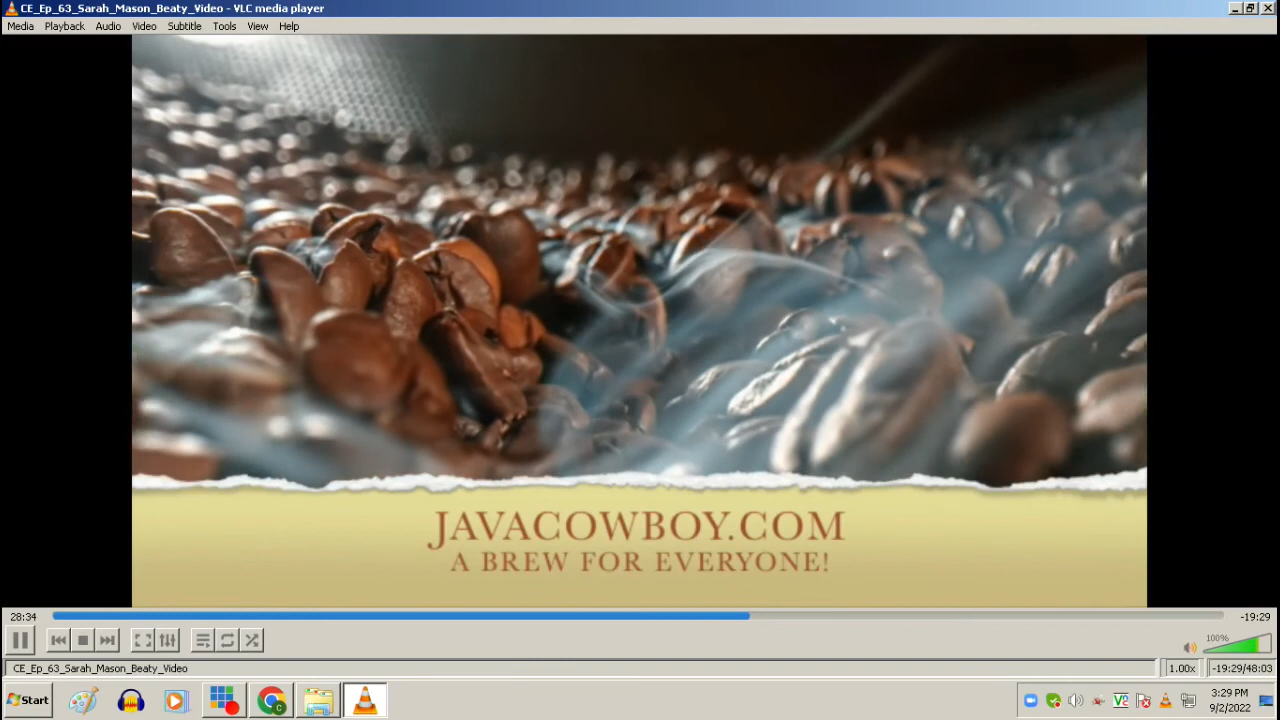 CE_Ep_63_Sarah_Mason_Beaty_Video - VLC media player
Media Playback Audio Video Subtitle Tools View Help
JAVACOWBOY.COM
A BREW FOR EVERYONE!
28:34 -19:29
100%
CE_Ep_63_Sarah_Mason_Beaty_Video 1.00x -19:29/48:03
Start 3:29 PM
9/2/2022